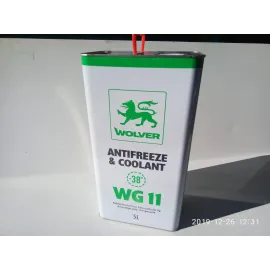 WOLVER
ANTIFREEZE
& COOLANT
-38°
WG 11
5L
2019-12-26 12:31